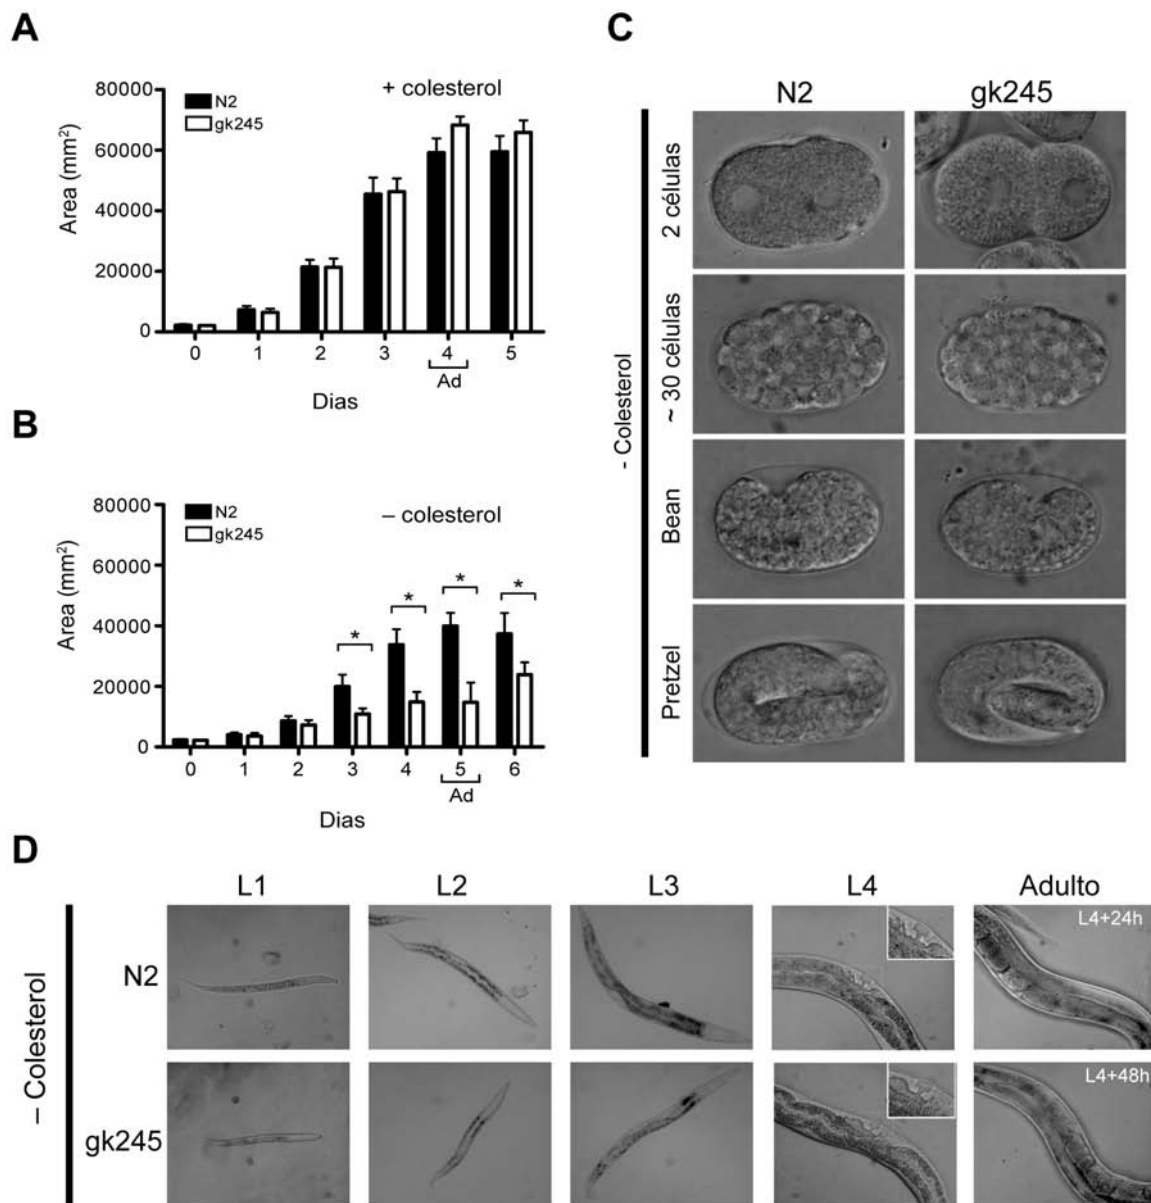 A
+ colesterol
N2
gk245
Area (mm²)
80000
60000
40000
20000
0
0 1 2 3 4 5
Ad
Dias
B
– colesterol
N2
gk245
Area (mm²)
80000
60000
40000
20000
0
* * * *
0 1 2 3 4 5 6
Ad
Dias
C
N2 gk245
- Colesterol
2 células
~ 30 células
Bean
Pretzel
D
L1 L2 L3 L4 Adulto
– Colesterol
N2
L4+24h
gk245
L4+48h